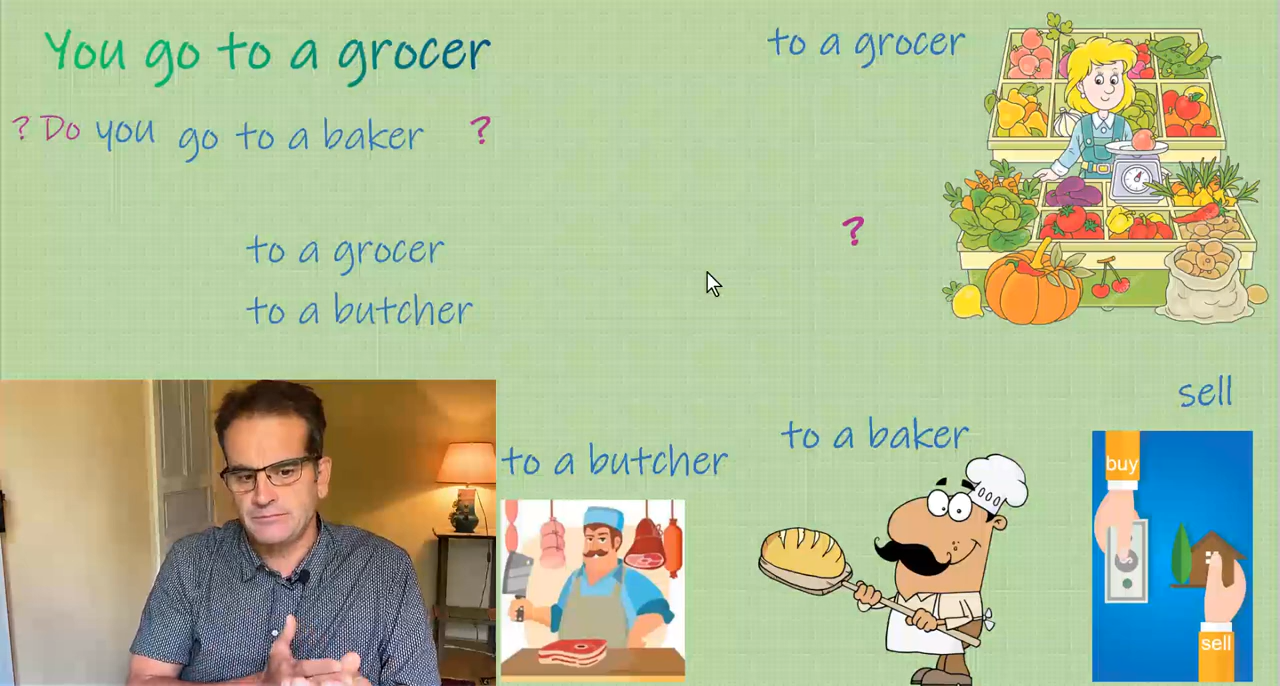 You go to a grocer
? Do you go to a baker ?
to a grocer
to a butcher
to a grocer
?
to a butcher
to a baker
sell
buy
sell